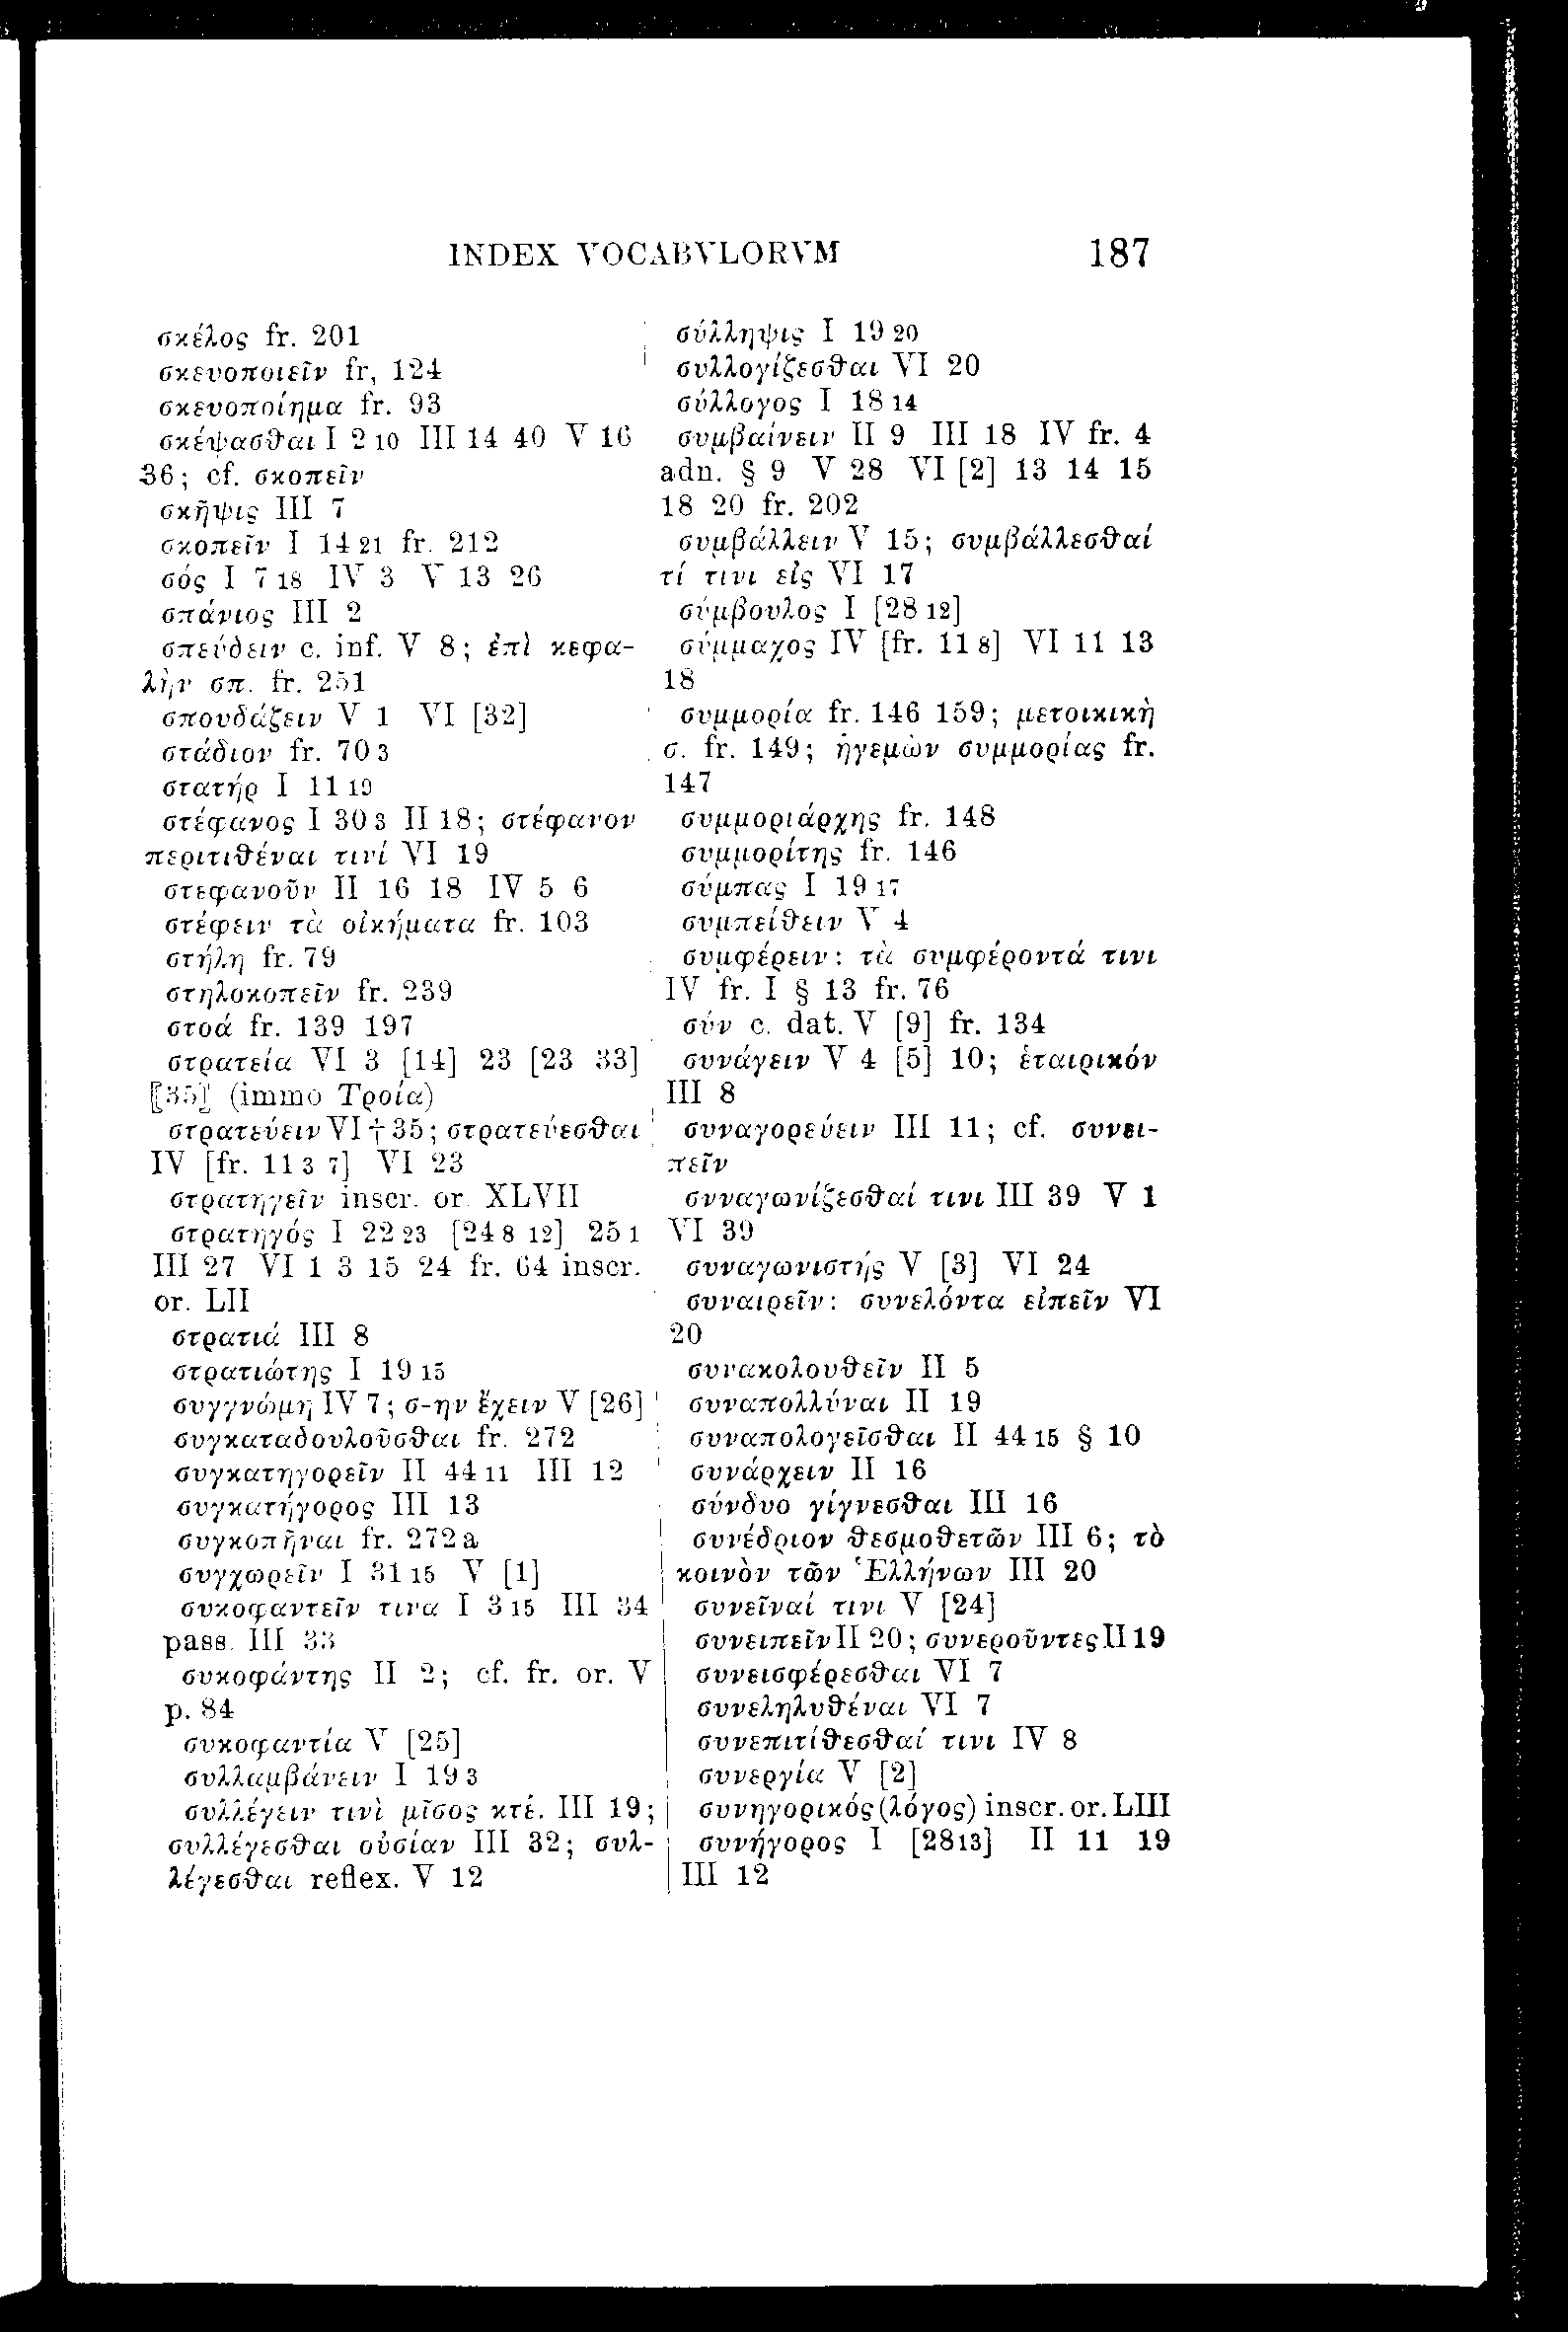 INDEX VOCABVLORVM 187
σκέλος fr. 201
σκευοποιεῖν fr, 124
σκευοποίημα fr. 93
σκέψασθαι I 2 10 III 14 40 V 16
36; cf. σκοπεῖν
σκῆψις III 7
σκοπεῖν I 14 21 fr. 212
σός I 7 18 IV 3 V 13 26
σπάνιος III 2
σπεύδειν c. inf. V 8; ἐπὶ κεφα-
λὴν σπ. fr. 251
σπουδάζειν V 1 VI [32]
στάδιον fr. 70 3
στατήρ I 11 19
στέφανος I 30 3 II 18; στέφανον
περιτιθέναι τινί VI 19
στεφανοῦν II 16 18 IV 5 6
στέφειν τὰ οἰκήματα fr. 103
στήλη fr. 79
στηλοκοπεῖν fr. 239
στοά fr. 139 197
στρατεία VI 3 [14] 23 [23 33]
[[35]] (immo Τροία)
στρατεύειν VI † 35; στρατεύεσθαι
IV [fr. 11 3 7] VI 23
στρατηγεῖν inscr. or. XLVII
στρατηγός I 22 23 [24 8 12] 25 1
III 27 VI 1 3 15 24 fr. 64 inscr.
or. LII
στρατιά III 8
στρατιώτης I 19 15
συγγνώμη IV 7; σ-ην ἔχειν V [26]
συγκαταδουλοῦσθαι fr. 272
συγκατηγορεῖν II 44 11 III 12
συγκατήγορος III 13
συγκοπῆναι fr. 272a
συγχωρεῖν I 31 15 V [1]
συκοφαντεῖν τινα I 3 15 III 34
pass. III 33
συκοφάντης II 2; cf. fr. or. V
p. 84
συκοφαντία V [25]
συλλαμβάνειν I 19 3
συλλέγειν τινὶ μῖσος κτέ. III 19;
συλλέγεσθαι οὐσίαν III 32; συλ-
λέγεσθαι reflex. V 12
σύλληψις I 19 20
συλλογίζεσθαι VI 20
σύλλογος I 18 14
συμβαίνειν II 9 III 18 IV fr. 4
adn. § 9 V 28 VI [2] 13 14 15
18 20 fr. 202
συμβάλλειν V 15; συμβάλλεσθαί
τί τινι εἰς VI 17
σύμβουλος I [28 12]
σύμμαχος IV [fr. 11 8] VI 11 13
18
συμμορία fr. 146 159; μετοικικὴ
σ. fr. 149; ἡγεμὼν συμμορίας fr.
147
συμμοριάρχης fr. 148
συμμορίτης fr. 146
σύμπας I 19 17
συμπείθειν V 4
συμφέρειν: τὰ συμφέροντά τινι
IV fr. I § 13 fr. 76
σύν c. dat. V [9] fr. 134
συνάγειν V 4 [5] 10; ἑταιρικόν
III 8
συναγορεύειν III 11; cf. συνει-
πεῖν
συναγωνίζεσθαί τινι III 39 V 1
VI 39
συναγωνιστής V [3] VI 24
συναιρεῖν: συνελόντα εἰπεῖν VI
20
συνακολουθεῖν II 5
συναπολλύναι II 19
συναπολογεῖσθαι II 44 15 § 10
συνάρχειν II 16
σύνδυο γίγνεσθαι III 16
συνέδριον θεσμοθετῶν III 6; τὸ
κοινὸν τῶν Ἑλλήνων III 20
συνεῖναί τινι V [24]
συνειπεῖν II 20; συνεροῦντες II 19
συνεισφέρεσθαι VI 7
συνεληλυθέναι VI 7
συνεπιτίθεσθαί τινι IV 8
συνεργία V [2]
συνηγορικός (λόγος) inscr. or. LIII
συνήγορος I [28 13] II 11 19
III 12